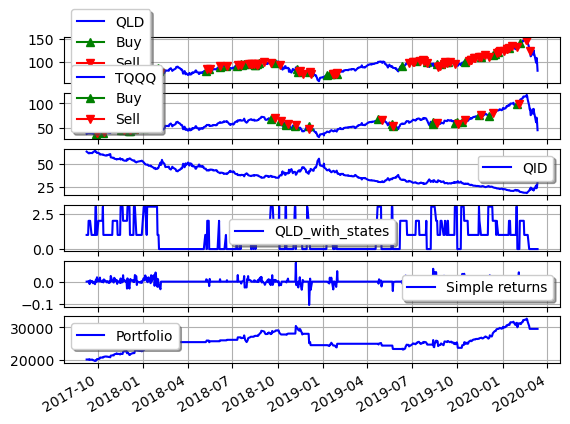 QLD
Buy
Sell
150
100
TQQQ
Buy
Sell
100
50
QID
50
25
QLD_with_states
2.5
0.0
Simple returns
0.0
−0.1
Portfolio
30000
20000
2017-10
2018-01
2018-04
2018-07
2018-10
2019-01
2019-04
2019-07
2019-10
2020-01
2020-04